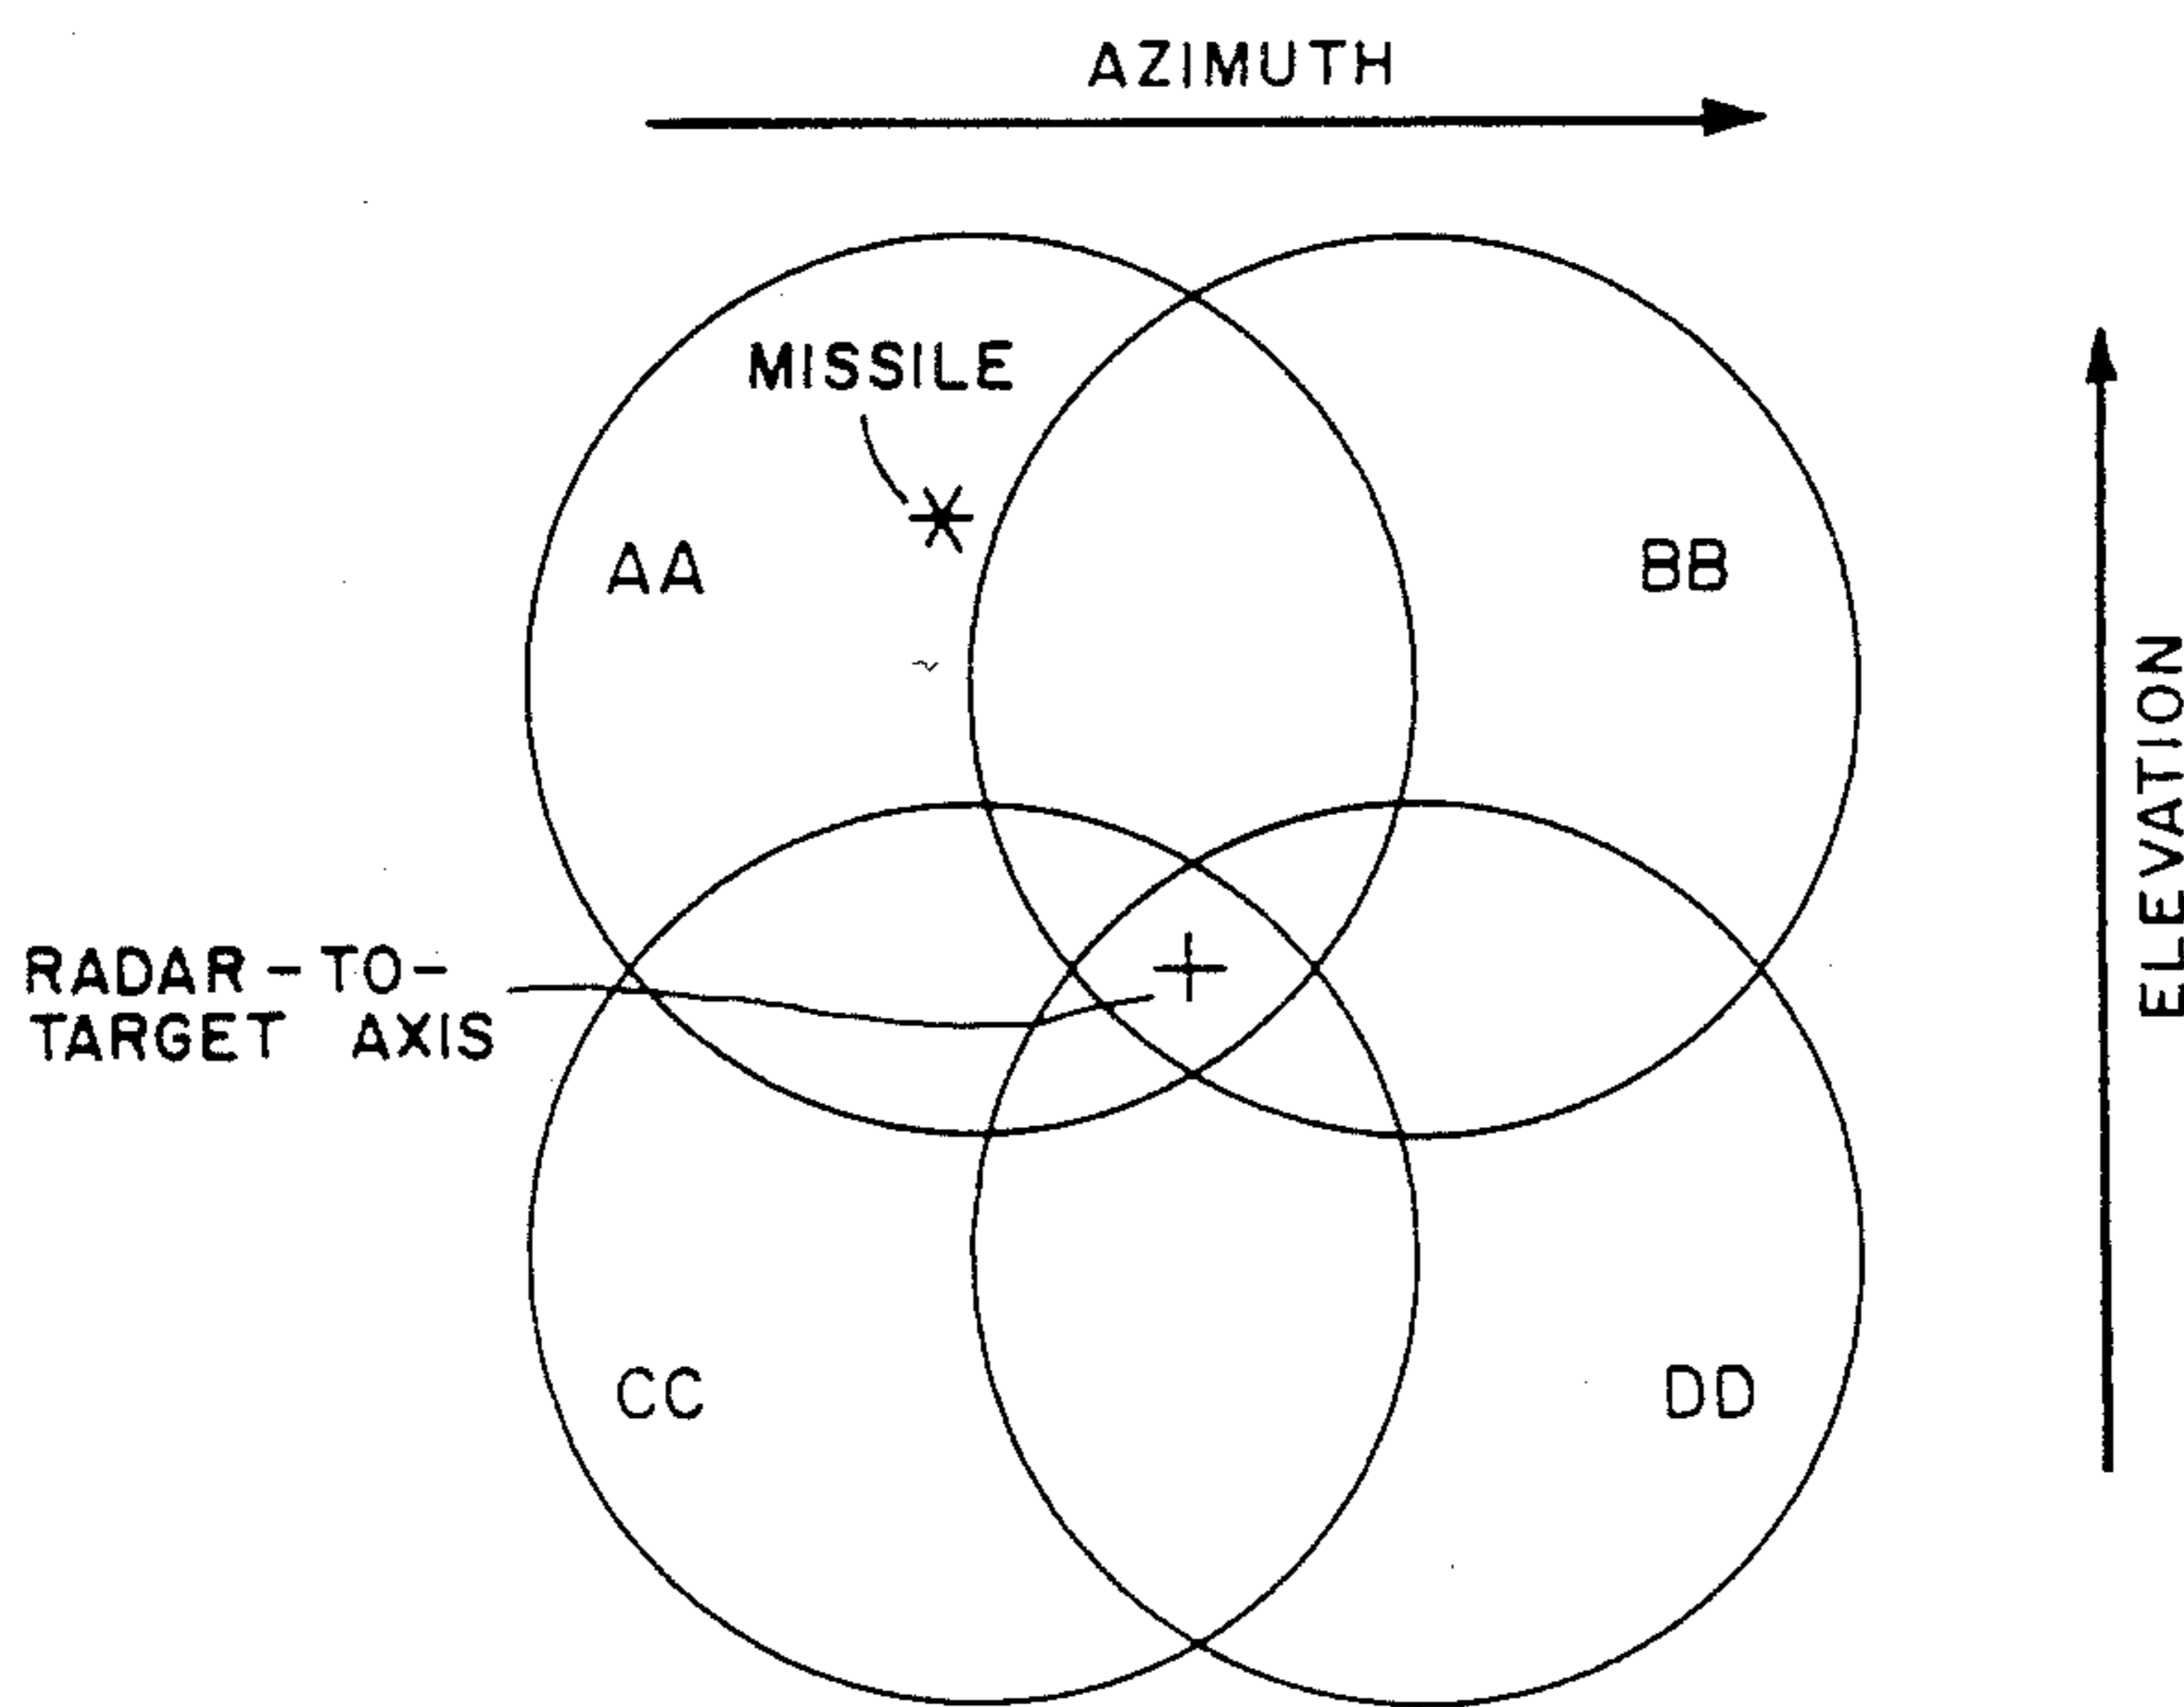 AZIMUTH
MISSILE
AA
BB
ELEVATION
RADAR-TO-
TARGET AXIS
CC
DD